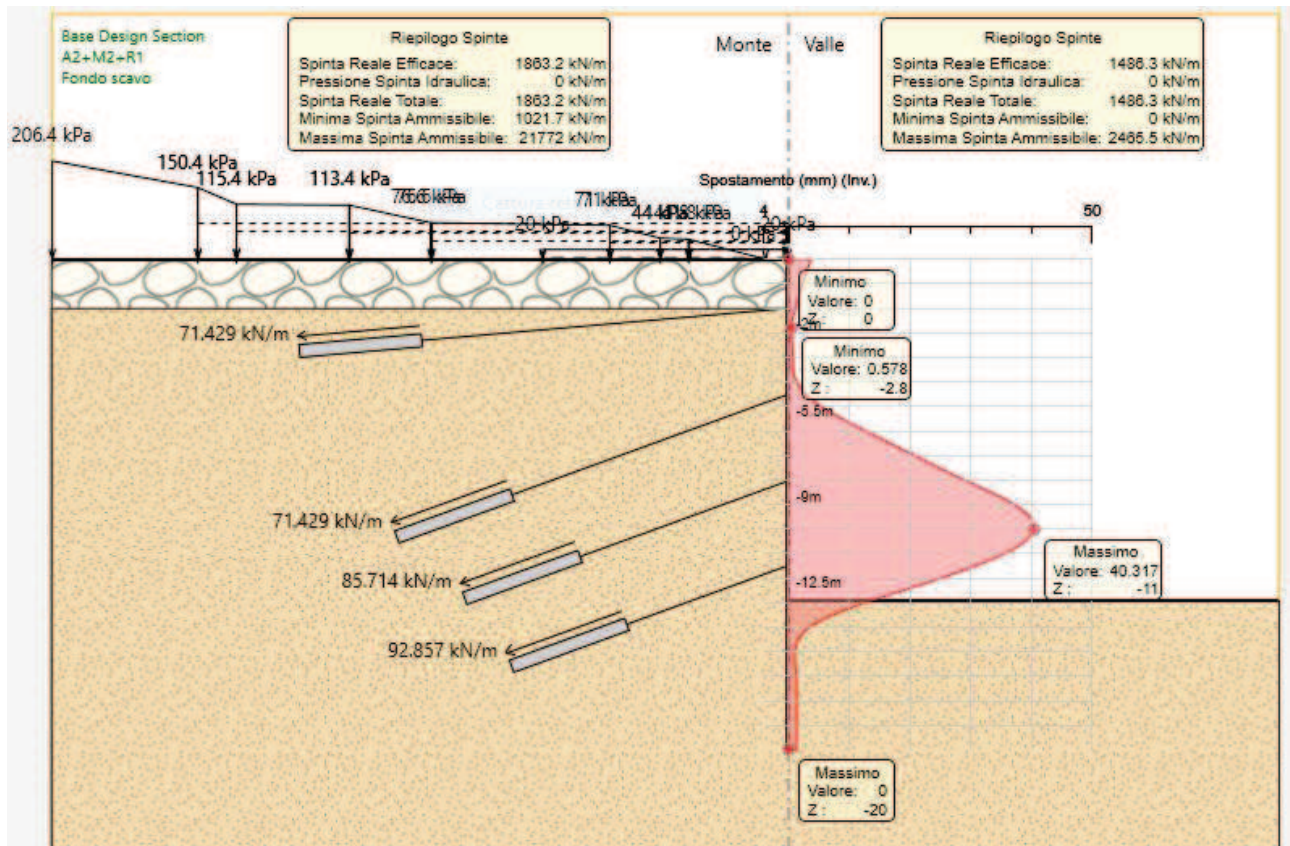 Base Design Section
A2+M2+R1
Fondo scavo
Riepilogo Spinte
Spinta Reale Efficace: 1863.2 kN/m
Pressione Spinta Idraulica: 0 kN/m
Spinta Reale Totale: 1863.2 kN/m
Minima Spinta Ammissibile: 1021.7 kN/m
Massima Spinta Ammissibile: 21772 kN/m
Monte
Valle
Riepilogo Spinte
Spinta Reale Efficace: 1486.3 kN/m
Pressione Spinta Idraulica: 0 kN/m
Spinta Reale Totale: 1486.3 kN/m
Minima Spinta Ammissibile: 0 kN/m
Massima Spinta Ammissibile: 2465.5 kN/m
206.4 kPa
150.4 kPa
115.4 kPa
113.4 kPa
Spostamento (mm) (Inv.)
50
20 kPa
20 kPa
0 kPa
Minimo
Valore: 0
Z : 0
-2m
Minimo
Valore: 0.578
Z : -2.8
71.429 kN/m
-5.5m
-9m
71.429 kN/m
Massimo
Valore: 40.317
Z : -11
85.714 kN/m
-12.5m
92.857 kN/m
Massimo
Valore: 0
Z : -20